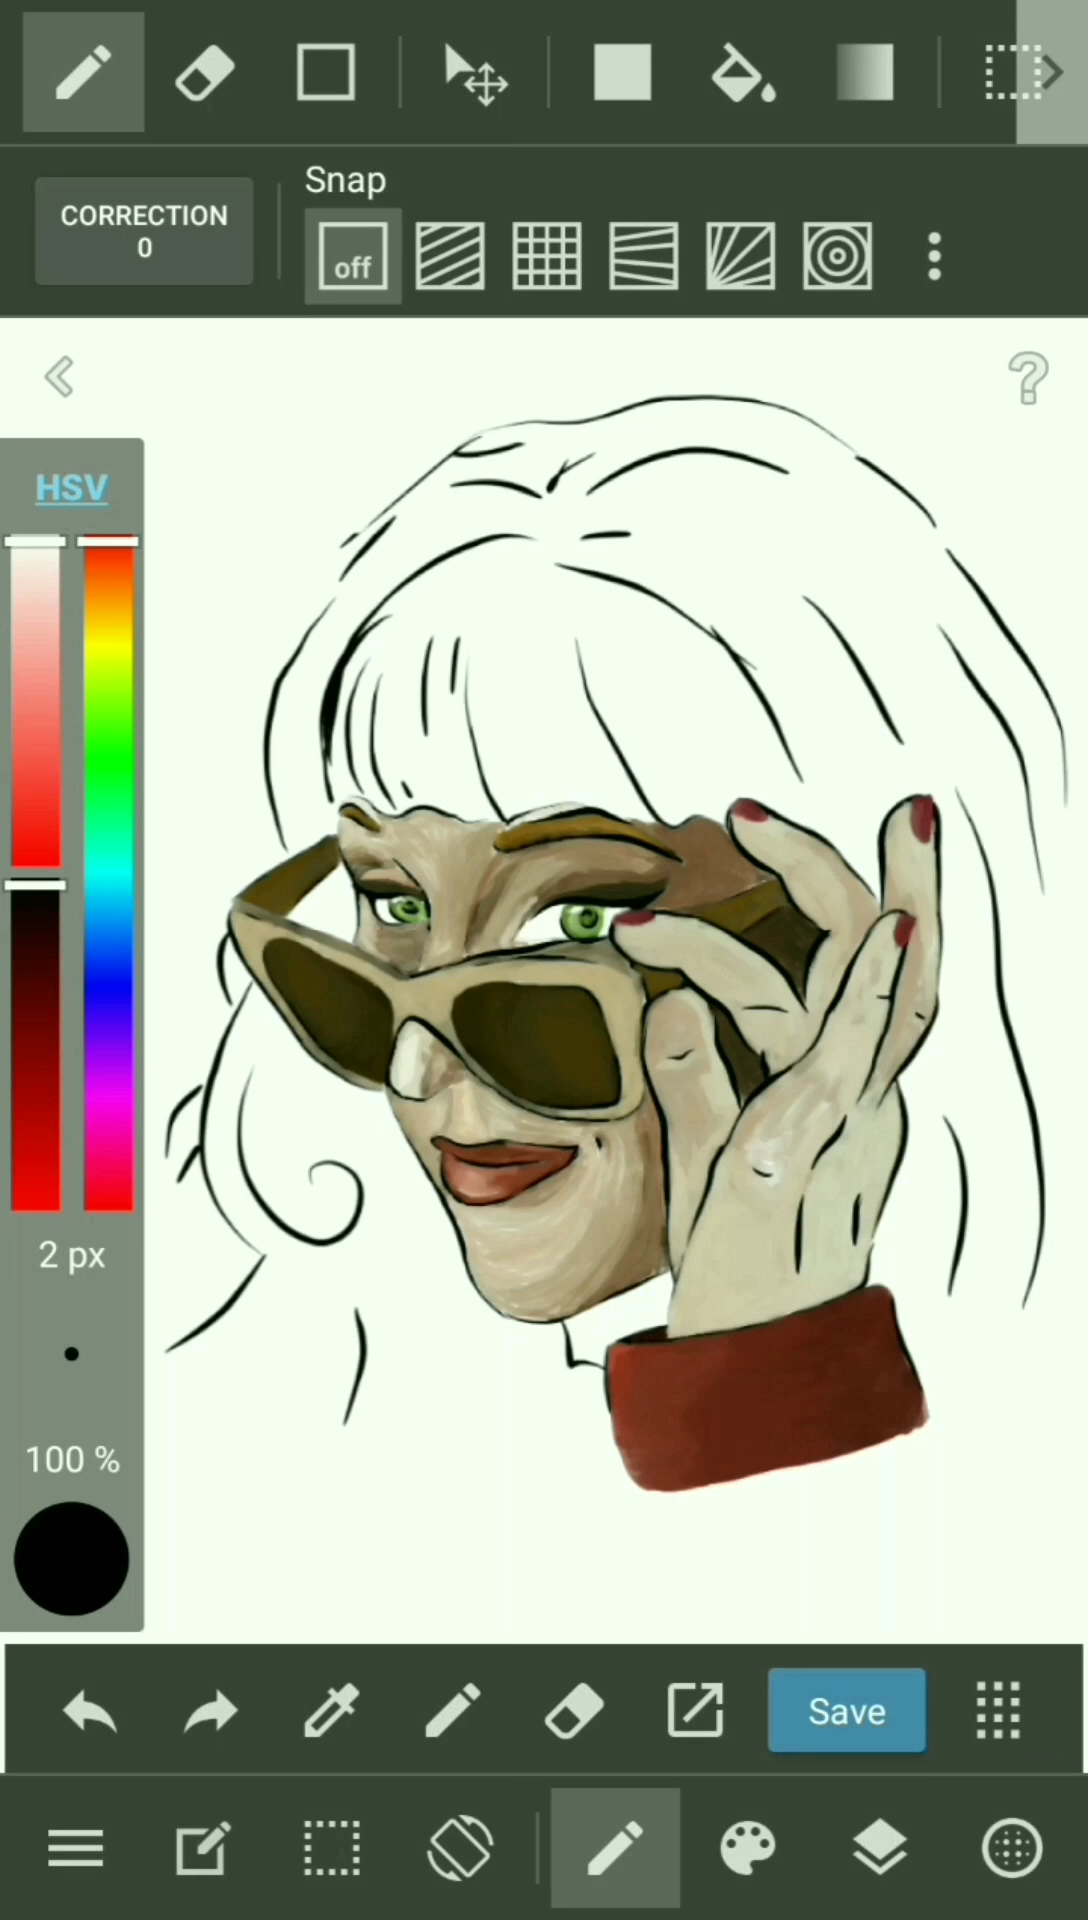 Snap
CORRECTION
0
off
?
HSV
2 px
100 %
Save